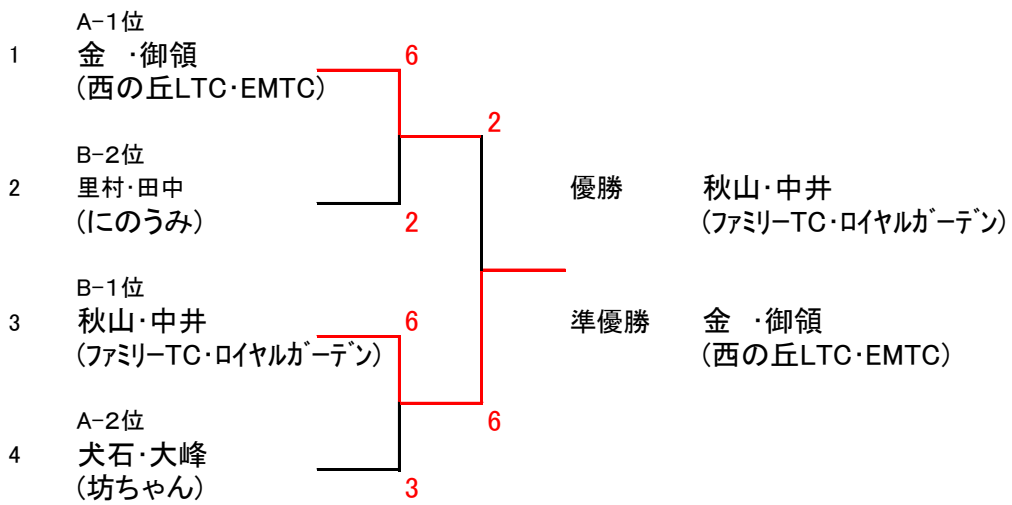 A-1位
1 金 ・御領 6
(西の丘LTC・EMTC)
2
B-2位
2 里村・田中 優勝 秋山・中井
(にのうみ) 2 (ファミリーTC・ロイヤルガーデン)
B-1位
3 秋山・中井 6 準優勝 金 ・御領
(ファミリーTC・ロイヤルガーデン) (西の丘LTC・EMTC)
A-2位
6
4 犬石・大峰
(坊ちゃん) 3